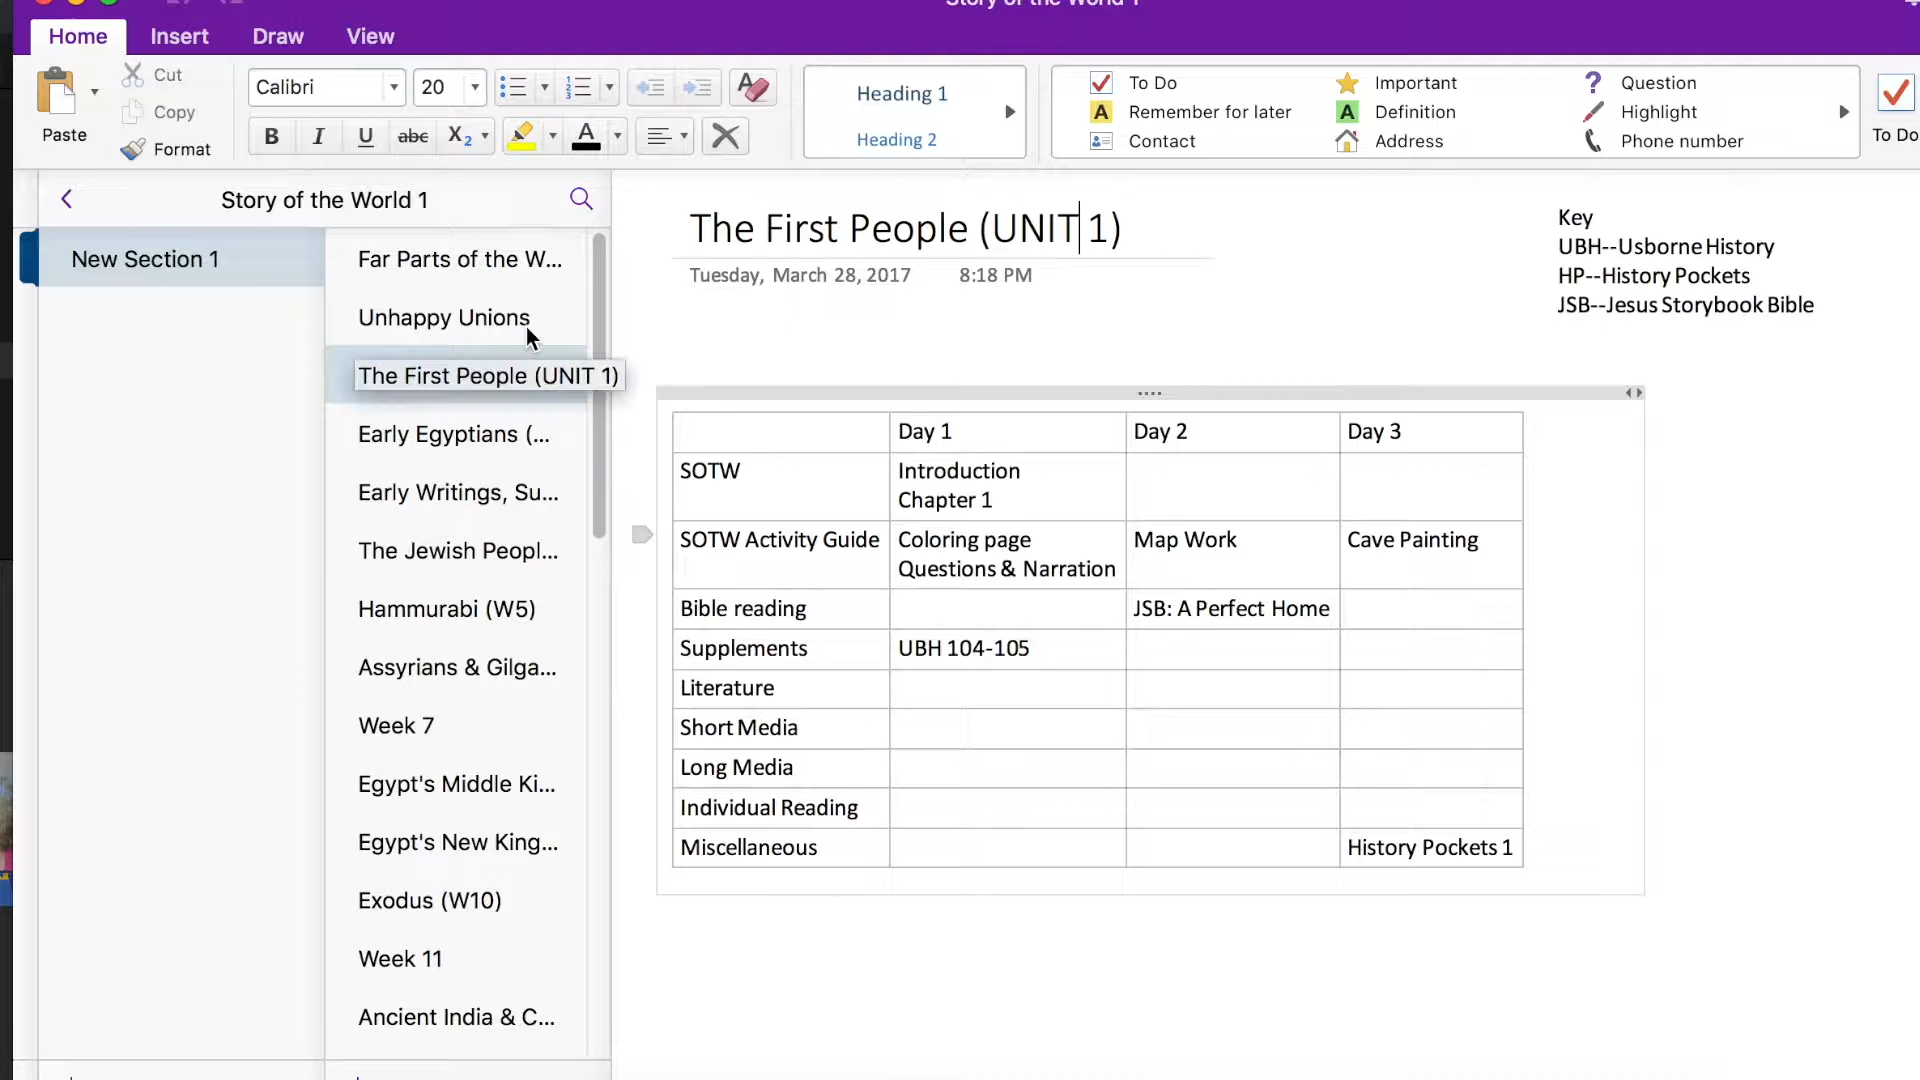 Story of the World 1
Home Insert Draw View
Paste
Cut
Copy
Format
Calibri 20
B I U abc X2 A
Heading 1
Heading 2
To Do
Remember for later
Contact
Important
Definition
Address
Question
Highlight
Phone number
To Do
Story of the World 1
New Section 1
Far Parts of the W...
Unhappy Unions
The First People (UNIT 1)
Early Egyptians (...
Early Writings, Su...
The Jewish Peopl...
Hammurabi (W5)
Assyrians & Gilga...
Week 7
Egypt's Middle Ki...
Egypt's New King...
Exodus (W10)
Week 11
Ancient India & C...
The First People (UNIT 1)
Tuesday, March 28, 2017 8:18 PM
Key
UBH--Usborne History
HP--History Pockets
JSB--Jesus Storybook Bible
Day 1 Day 2 Day 3
SOTW Introduction
Chapter 1
SOTW Activity Guide Coloring page Map Work Cave Painting
Questions & Narration
Bible reading JSB: A Perfect Home
Supplements UBH 104-105
Literature
Short Media
Long Media
Individual Reading
Miscellaneous History Pockets 1